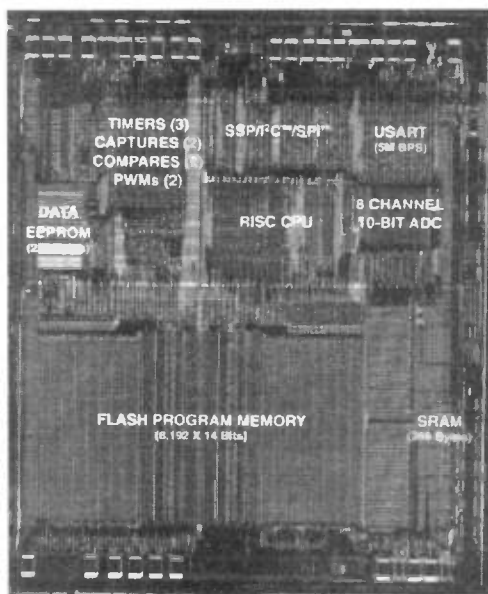 TIMERS (3)
CAPTURES (2)
COMPARES
PWMs (2)
SSP/I²C™/SPI™
USART
(5M BPS)
DATA
EEPROM
RISC CPU
8 CHANNEL
10-BIT ADC
FLASH PROGRAM MEMORY
(8,192 X 14 Bits)
SRAM
Bytes)